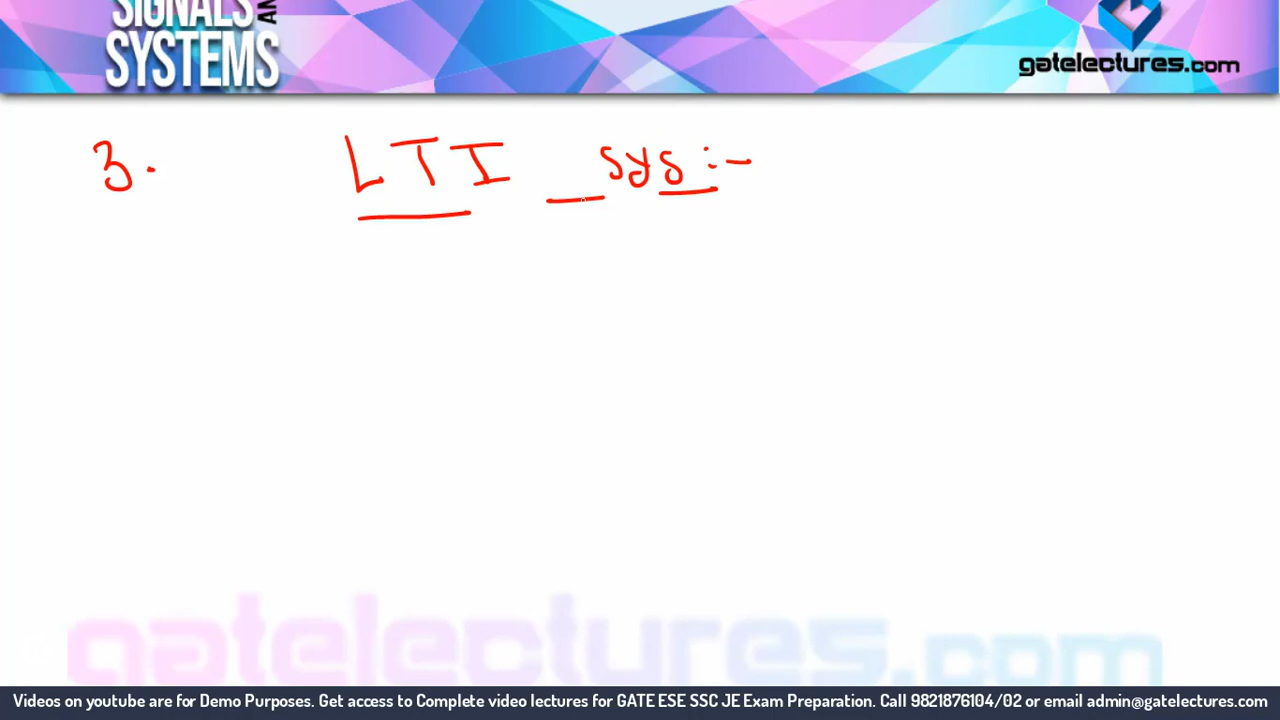 SIGNALS AND
SYSTEMS
gatelectures.com
3. LTI sys :-
gatelectures.com
Videos on youtube are for Demo Purposes. Get access to Complete video lectures for GATE ESE SSC JE Exam Preparation. Call 9821876104/02 or email admin@gatelectures.com